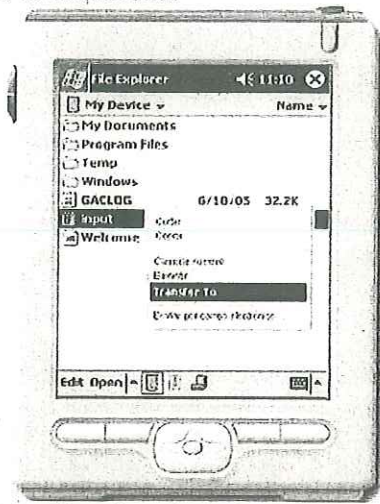 File Explorer 11:10
My Device Name
My Documents
Program Files
Temp
Windows
GACLOG 6/10/03 32.2K
input
Welcome
Transfer To
Edit Open